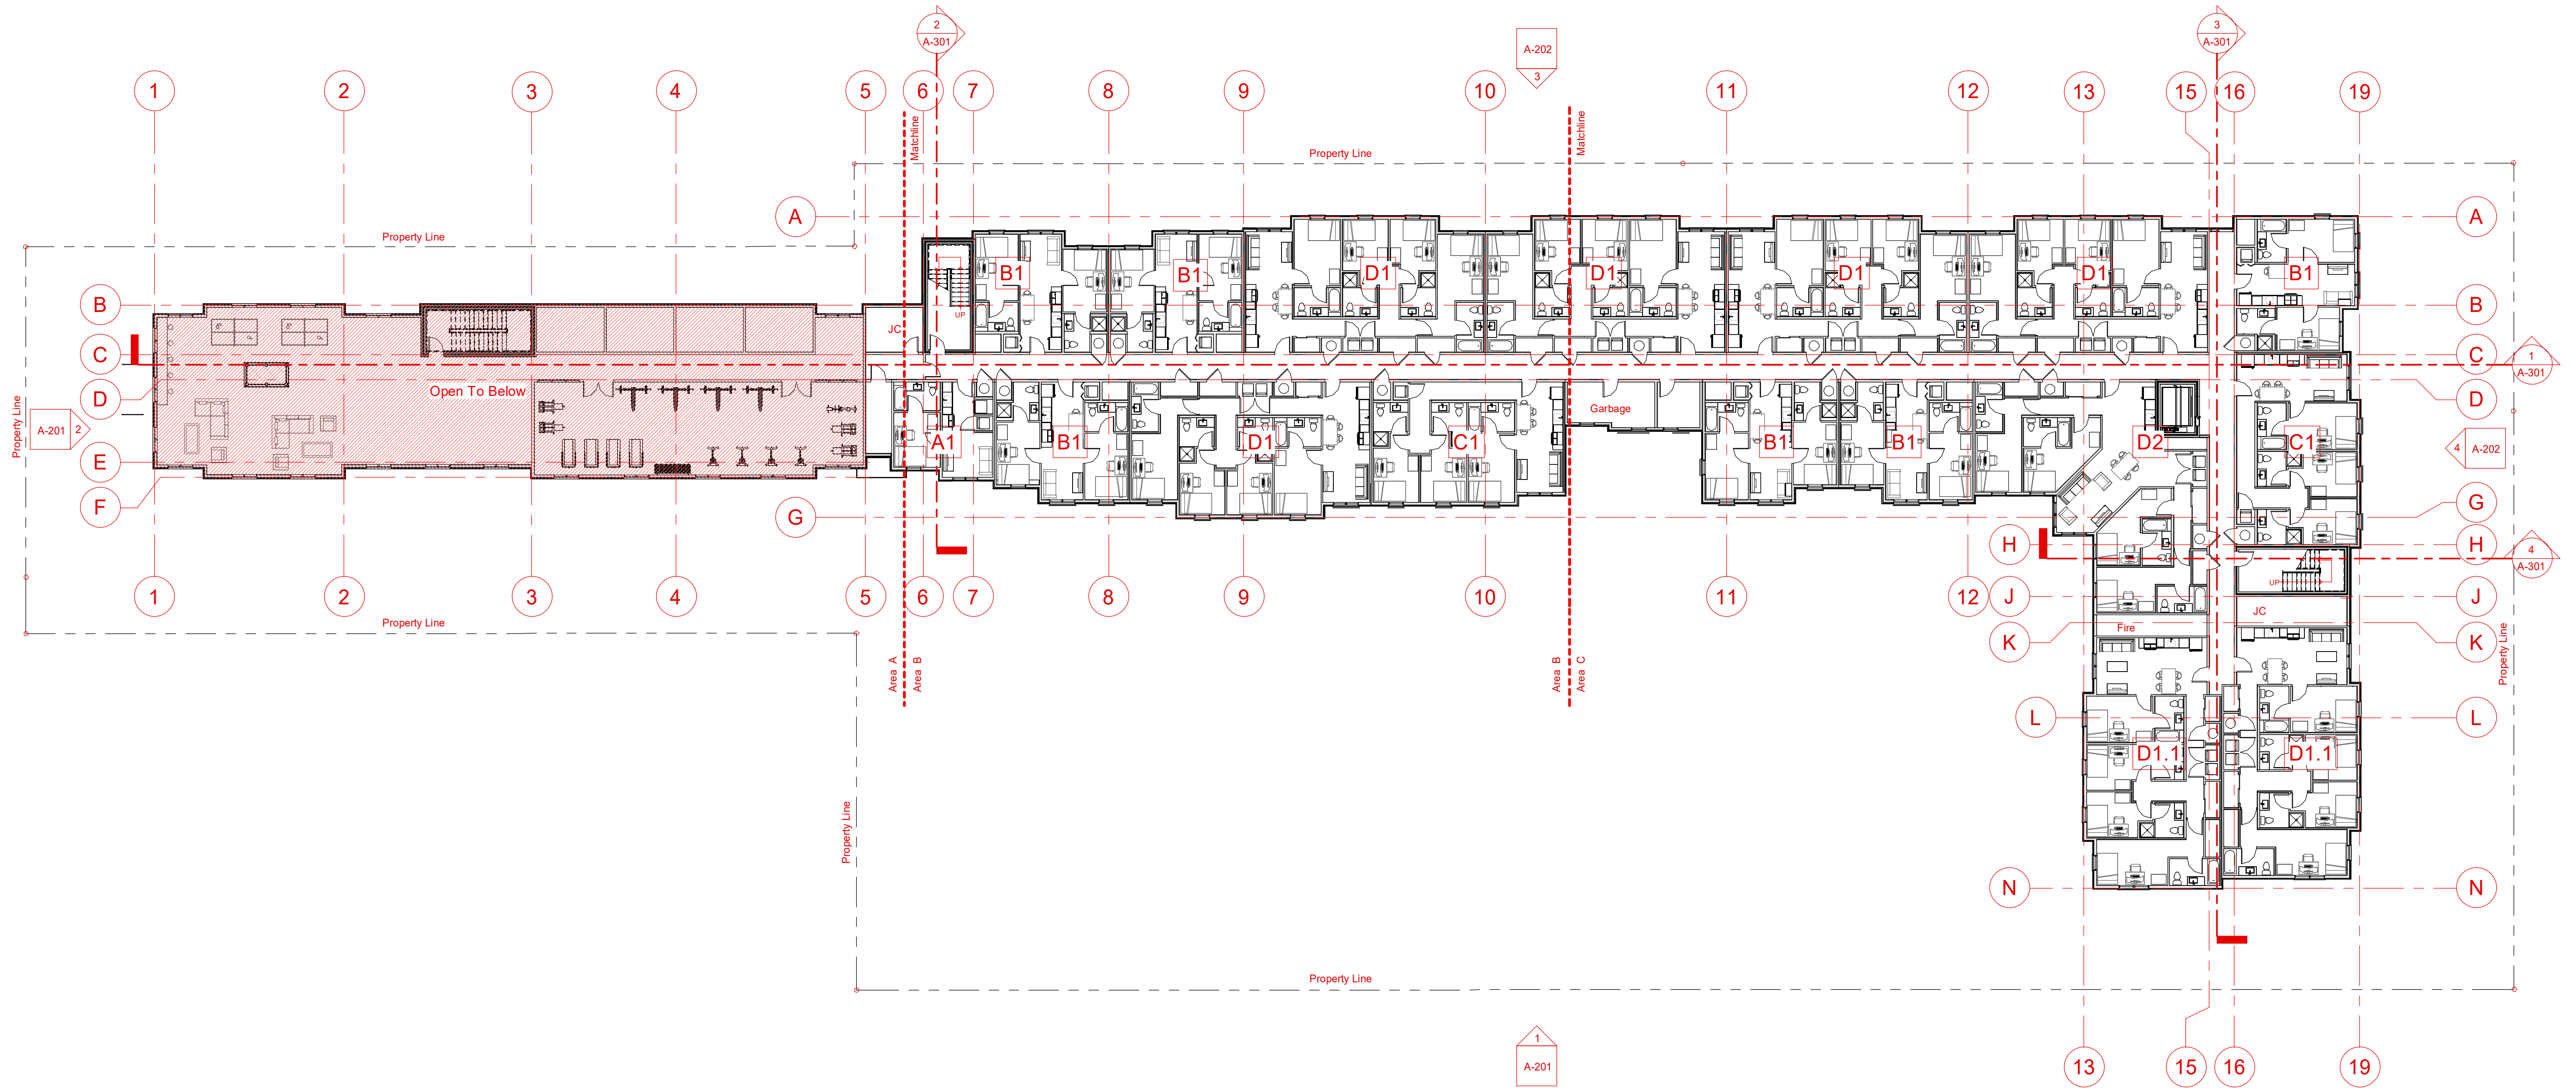 2
A-301
A-202
3
3
A-301
1
2
3
4
5
6
7
8
9
10
11
12
13
15
16
19
Matchline
Matchline
Property Line
A
A
Property Line
B1
B1
D1
D1
D1
D1
B1
UP
B
B
JC
C
C
1
A-301
Open To Below
D
D
Property Line
A-201
2
Garbage
A1
B1
D1
C1
B1
B1
D2
C1
4
A-202
E
F
G
G
H
H
4
A-301
UP
1
2
3
4
5
6
7
8
9
10
11
12
J
J
JC
Property Line
Fire
K
K
Area A
Area B
Area B
Area C
Property Line
L
L
D1.1
D1.1
Property Line
N
N
Property Line
1
A-201
13
15
16
19